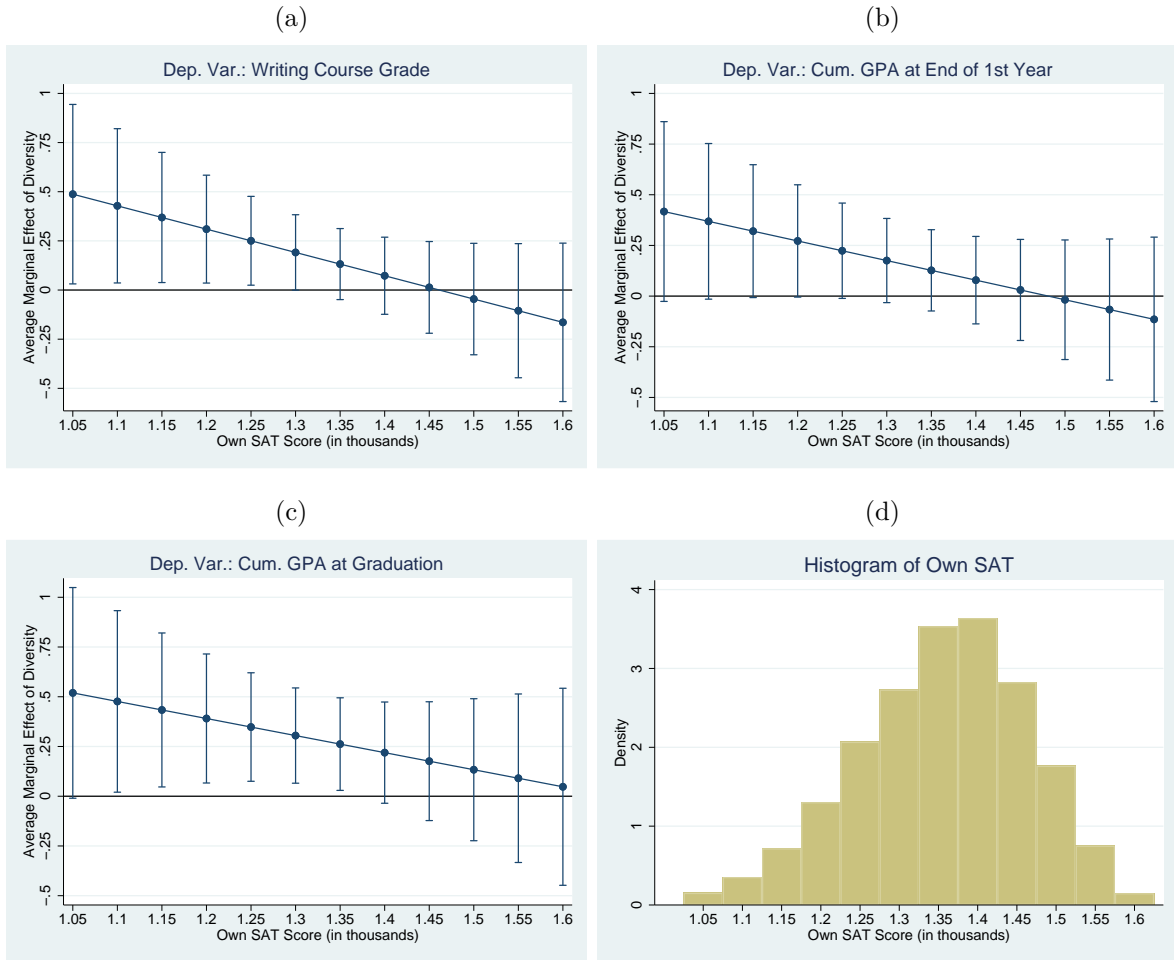 (a)
Dep. Var.: Writing Course Grade
Average Marginal Effect of Diversity
1
.75
.5
.25
0
-.25
-.5
1.05 1.1 1.15 1.2 1.25 1.3 1.35 1.4 1.45 1.5 1.55 1.6
Own SAT Score (in thousands)
(b)
Dep. Var.: Cum. GPA at End of 1st Year
Average Marginal Effect of Diversity
1
.75
.5
.25
0
-.25
-.5
1.05 1.1 1.15 1.2 1.25 1.3 1.35 1.4 1.45 1.5 1.55 1.6
Own SAT Score (in thousands)
(c)
Dep. Var.: Cum. GPA at Graduation
Average Marginal Effect of Diversity
1
.75
.5
.25
0
-.25
-.5
1.05 1.1 1.15 1.2 1.25 1.3 1.35 1.4 1.45 1.5 1.55 1.6
Own SAT Score (in thousands)
(d)
Histogram of Own SAT
Density
4
3
2
1
0
1.05 1.1 1.15 1.2 1.25 1.3 1.35 1.4 1.45 1.5 1.55 1.6
Own SAT Score (in thousands)